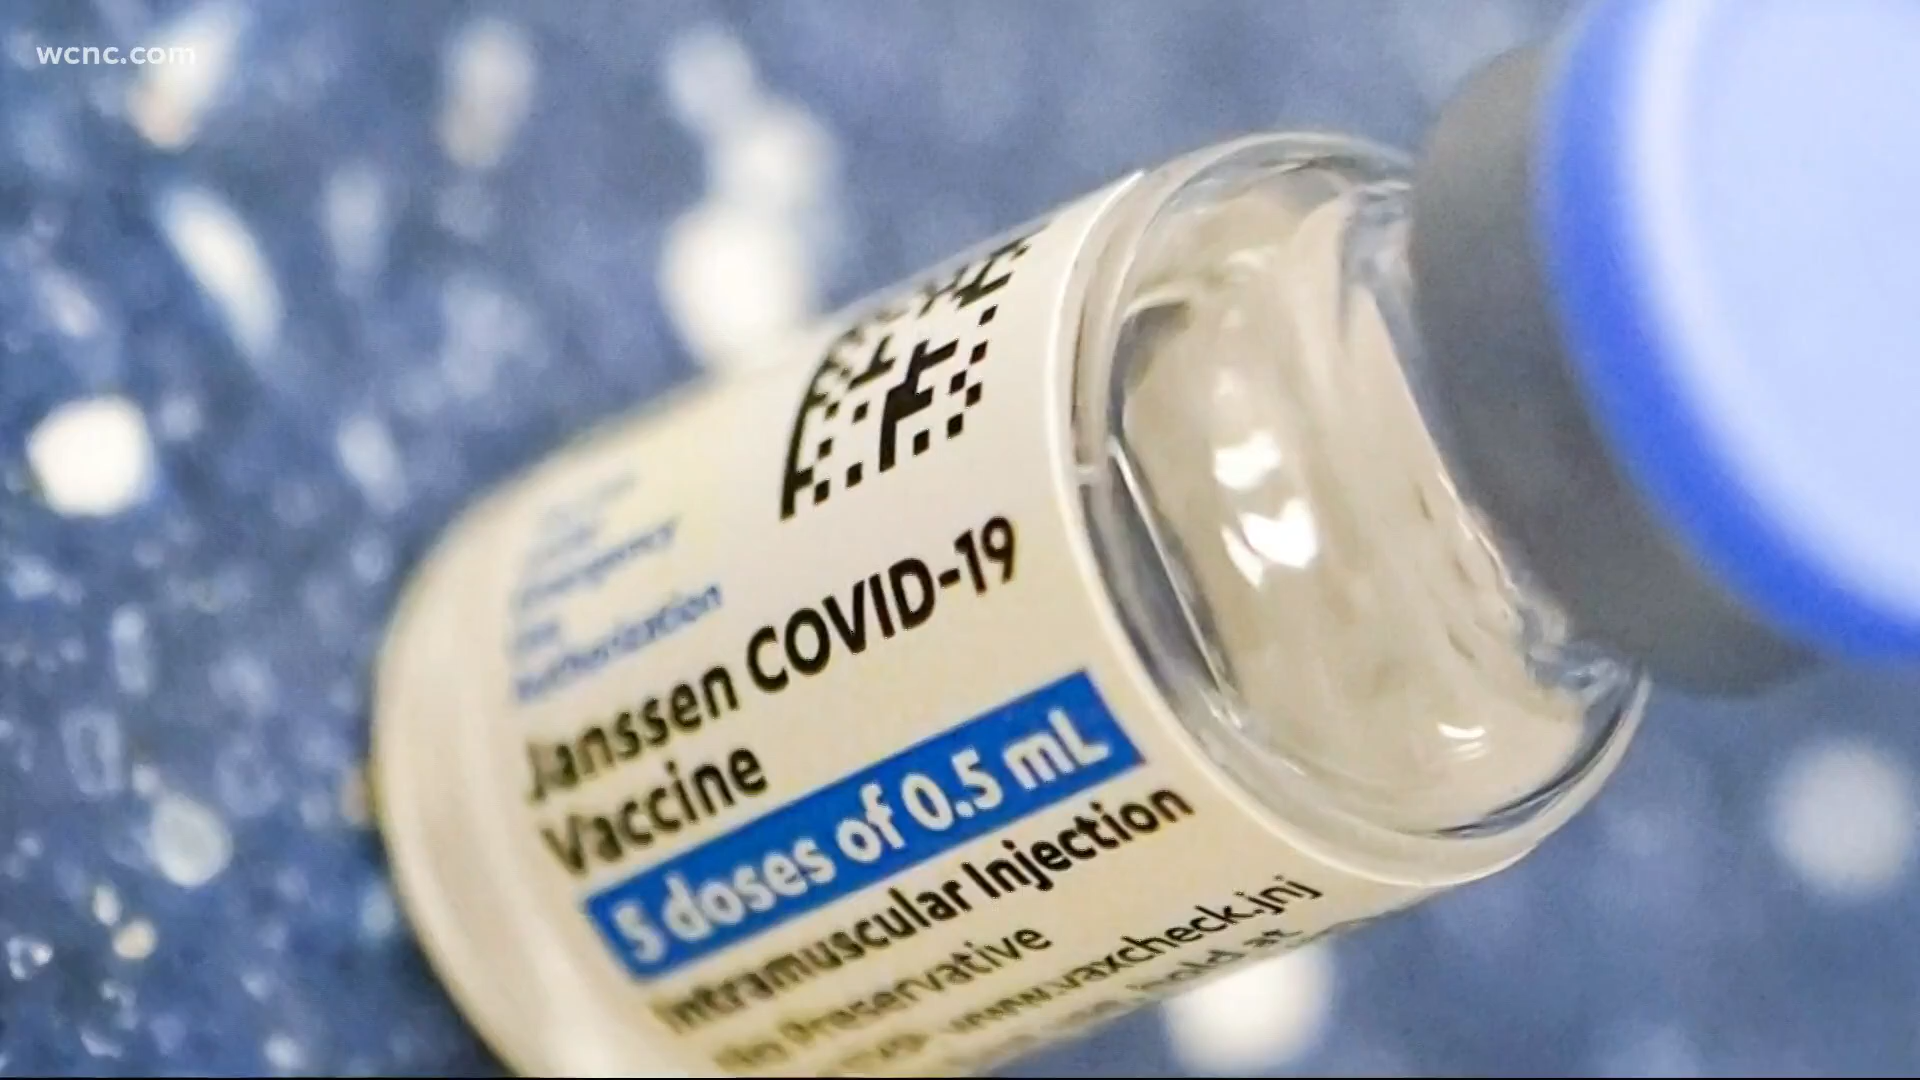 wcnc.com
Emergency
Use
Authorization
Janssen COVID-19
Vaccine
5 doses of 0.5 mL
Intramuscular Injection
No Preservative
www.vaxcheck.jnj